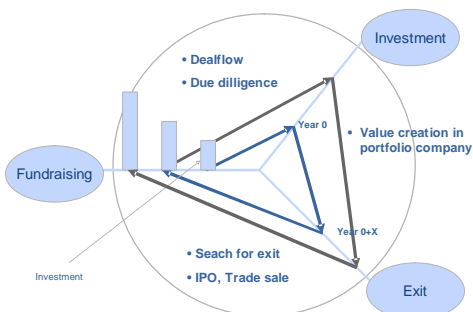 Investment
• Dealflow
• Due dilligence
Year 0
• Value creation in
portfolio company
Fundraising
Year 0+X
• Seach for exit
Investment
• IPO, Trade sale
Exit